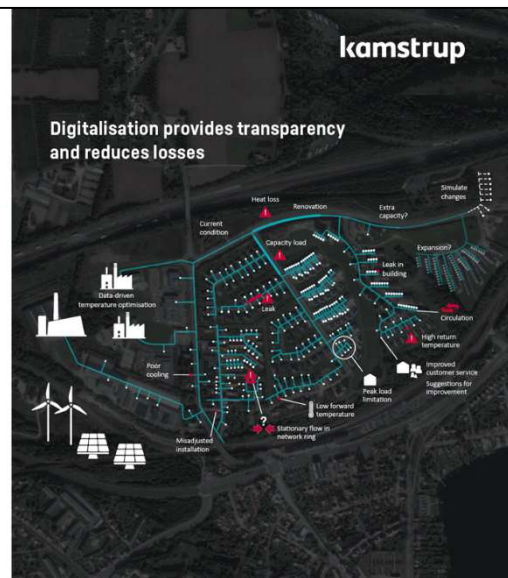 kamstrup
Digitalisation provides transparency
and reduces losses
Simulate
changes
Heat loss
Renovation
Extra
capacity?
Current
condition
Capacity load
Expansion?
Leak in
building
Data-driven
temperature optimisation
Leak
Circulation
High return
temperature
Poor
cooling
Improved
customer service
Suggestions for
improvement
Peak load
limitation
Low forward
temperature
?
Stationary flow in
network ring
Misadjusted
installation